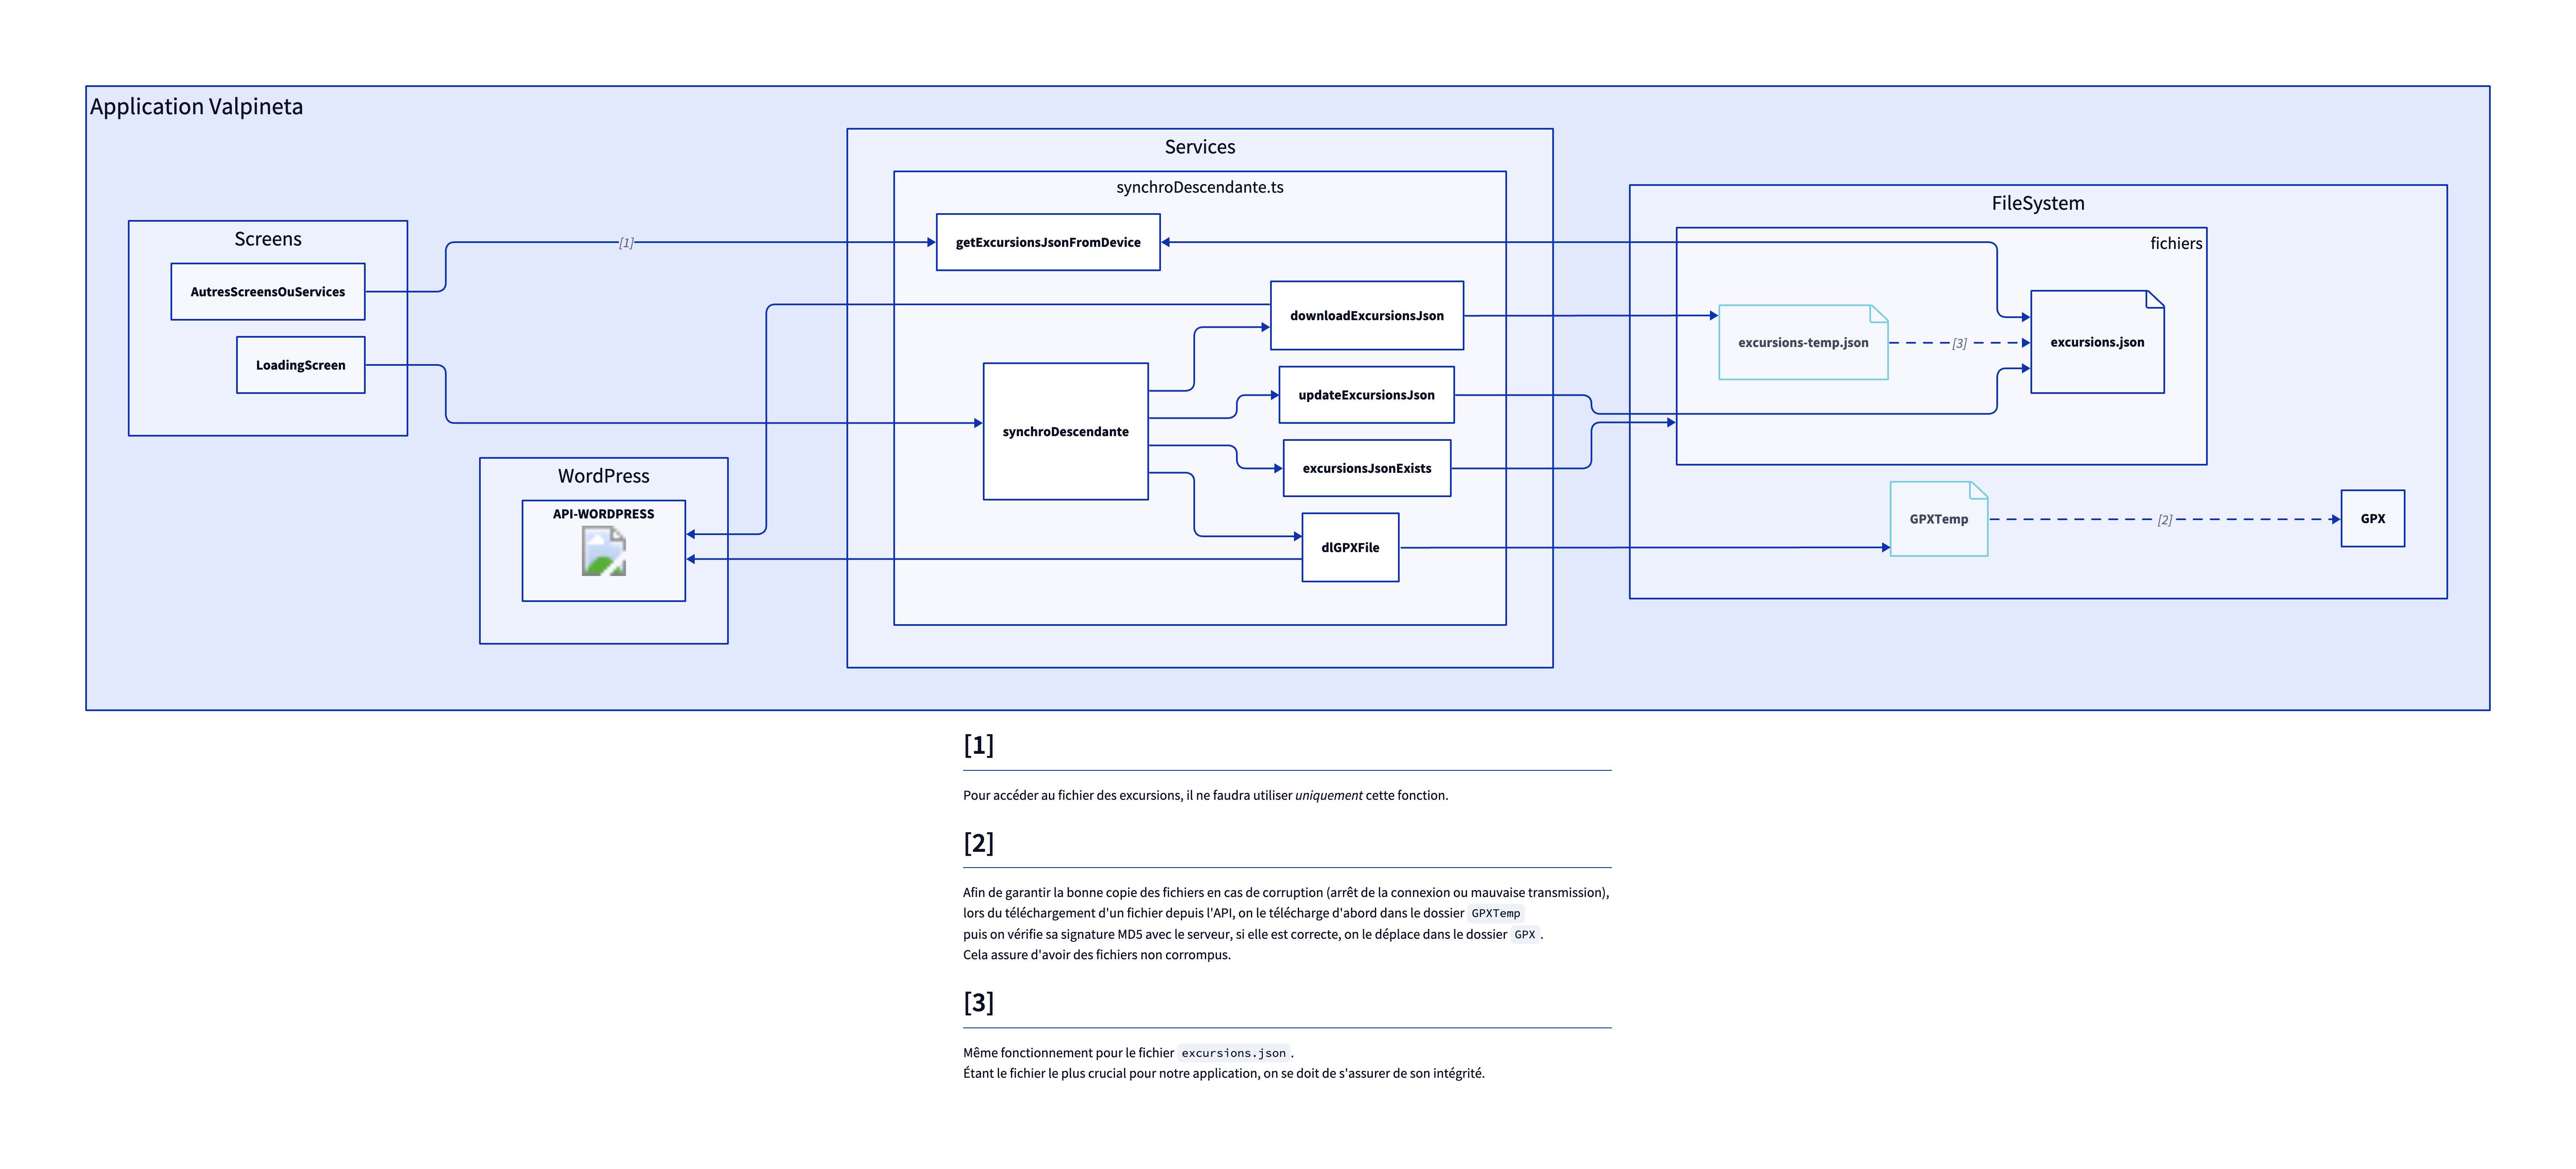 Application Valpineta
Services
synchroDescendante.ts
FileSystem
fichiers
Screens
AutresScreensOuServices
LoadingScreen
[1]
getExcursionsJsonFromDevice
downloadExcursionsJson
updateExcursionsJson
synchroDescendante
excursionsJsonExists
dlGPXFile
WordPress
API-WORDPRESS
excursions-temp.json
[3]
excursions.json
GPXTemp
[2]
GPX
[1]
Pour accéder au fichier des excursions, il ne faudra utiliser uniquement cette fonction.
[2]
Afin de garantir la bonne copie des fichiers en cas de corruption (arrêt de la connexion ou mauvaise transmission),
lors du téléchargement d'un fichier depuis l'API, on le télécharge d'abord dans le dossier GPXTemp
puis on vérifie sa signature MD5 avec le serveur, si elle est correcte, on le déplace dans le dossier GPX .
Cela assure d'avoir des fichiers non corrompus.
[3]
Même fonctionnement pour le fichier excursions.json .
Étant le fichier le plus crucial pour notre application, on se doit de s'assurer de son intégrité.